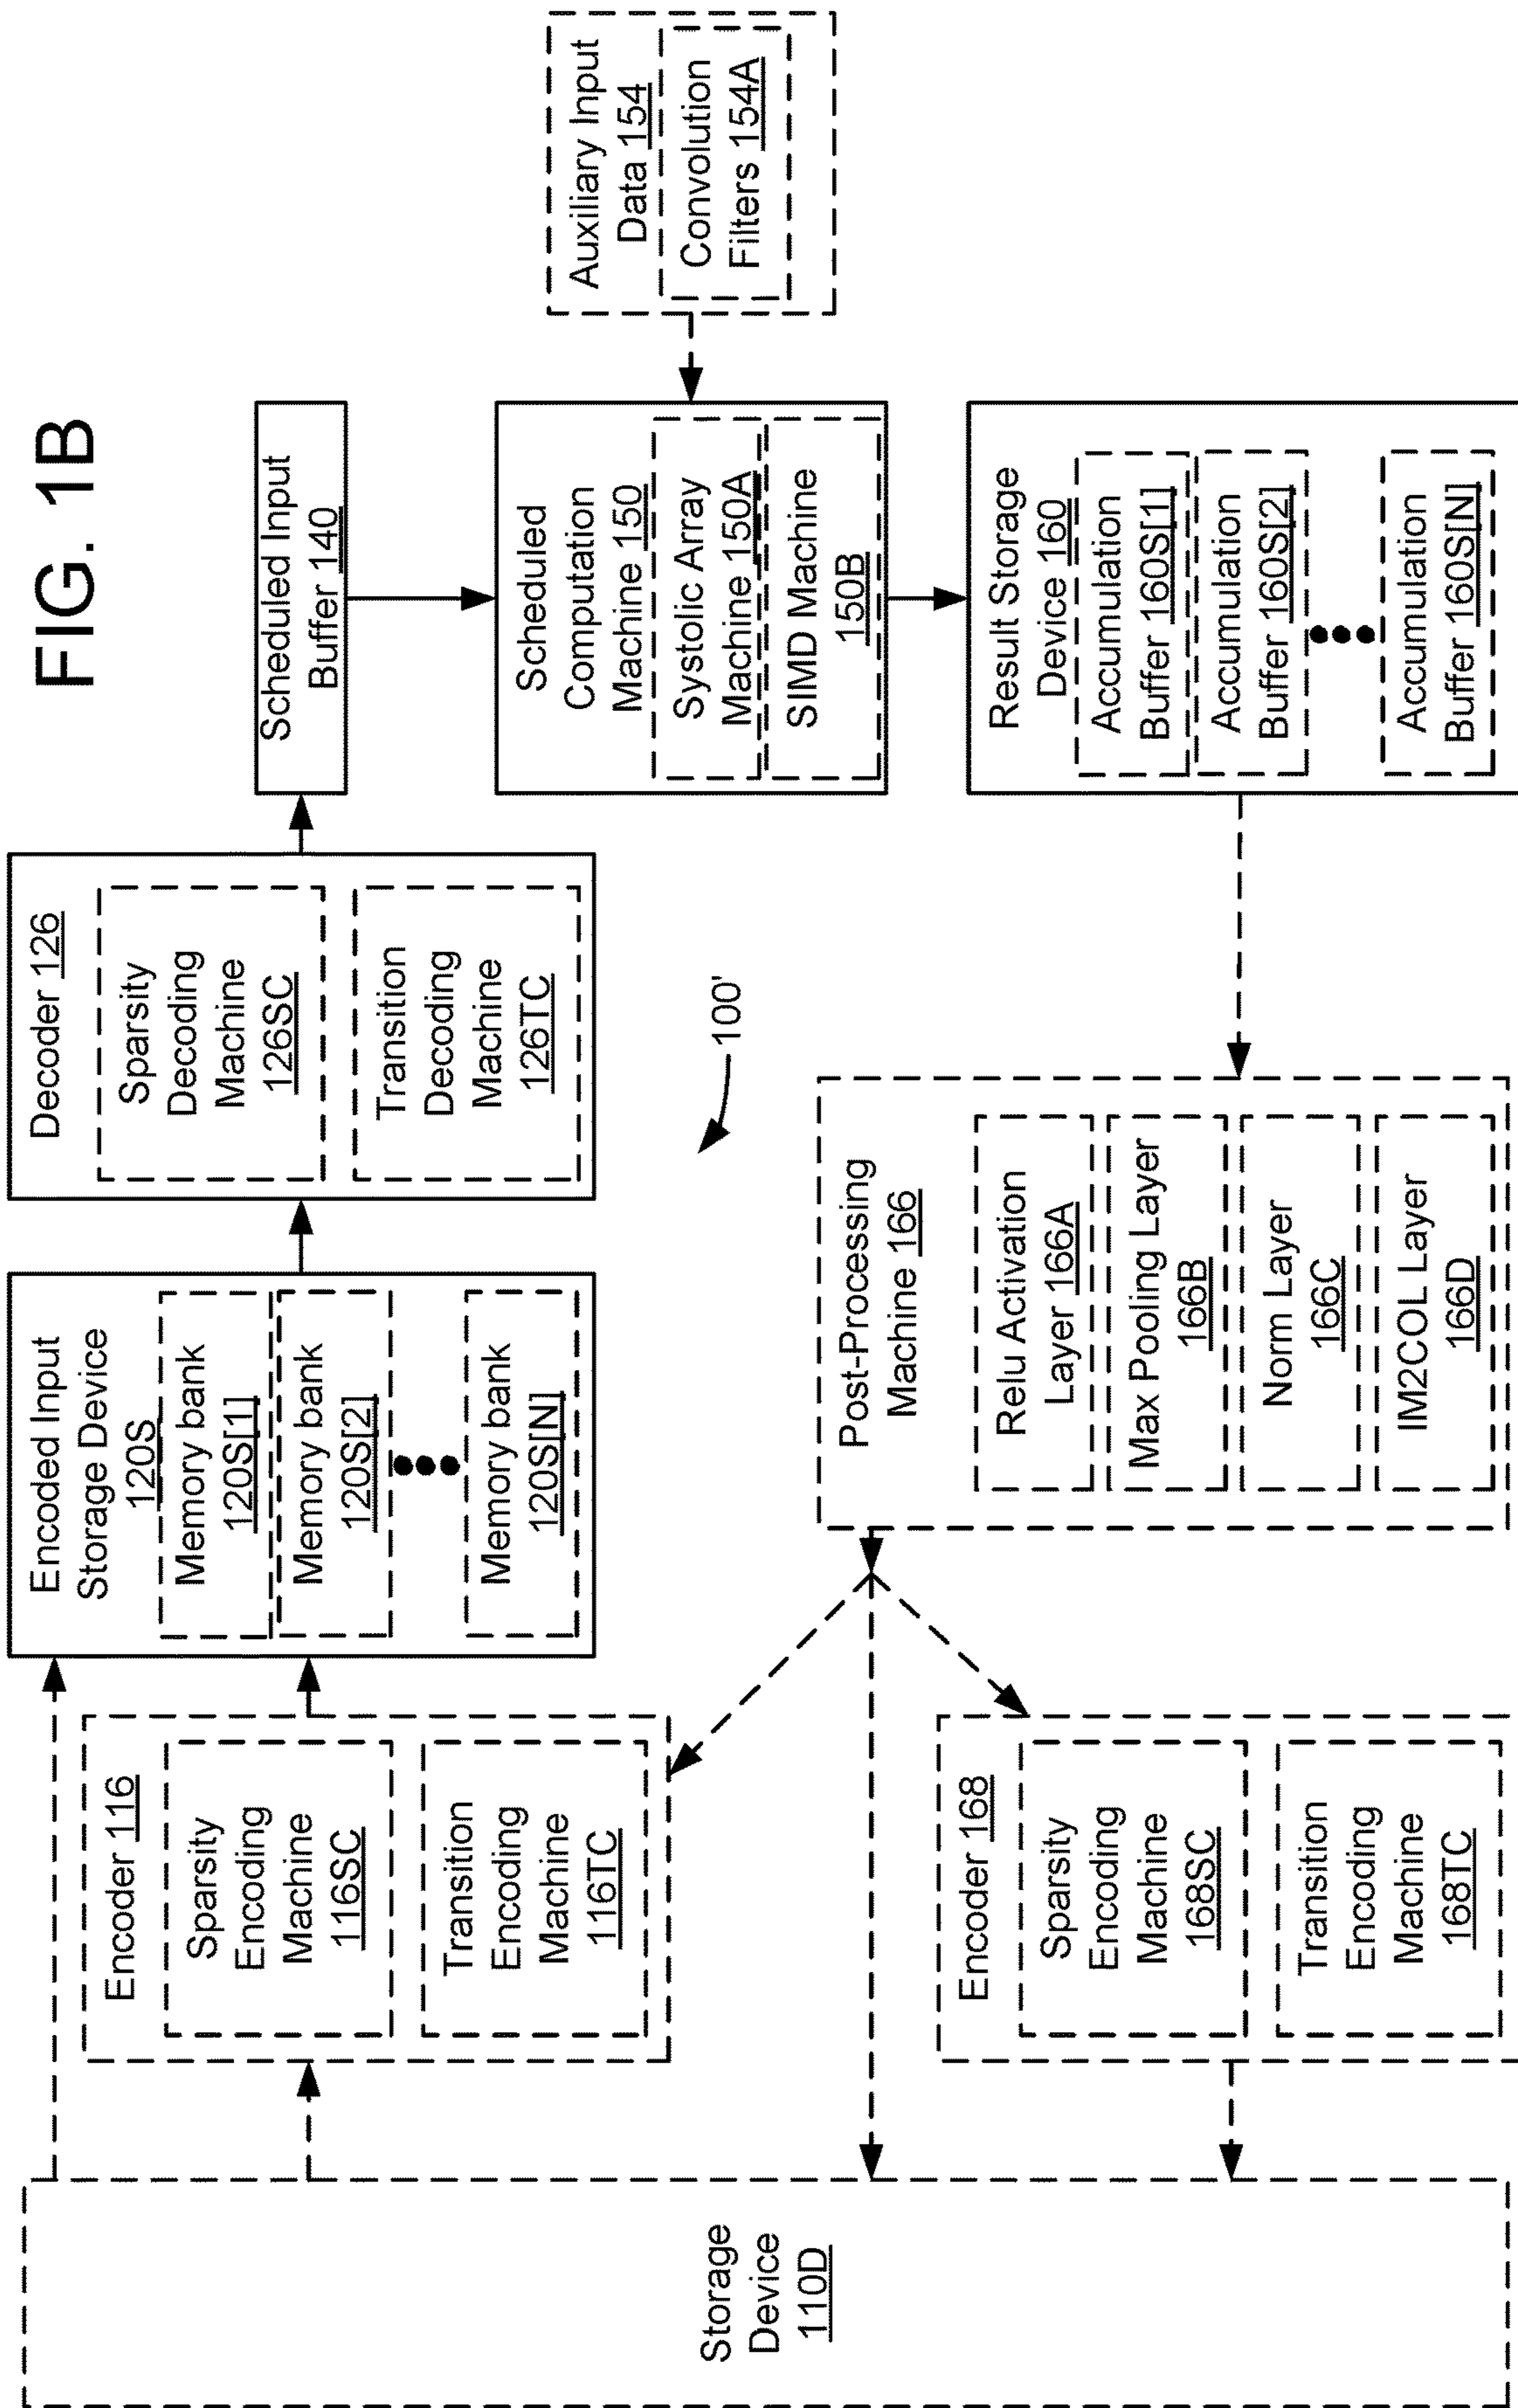 FIG. 1B
Storage
Device
110D
Encoder 116
Sparsity
Encoding
Machine
116SC
Transition
Encoding
Machine
116TC
Encoded Input
Storage Device
120S
Memory bank
120S[1]
Memory bank
120S[2]
Memory bank
120S[N]
Decoder 126
Sparsity
Decoding
Machine
126SC
Transition
Decoding
Machine
126TC
Scheduled Input
Buffer 140
Scheduled
Computation
Machine 150
Systolic Array
Machine 150A
SIMD Machine
150B
Auxiliary Input
Data 154
Convolution
Filters 154A
Result Storage
Device 160
Accumulation
Buffer 160S[1]
Accumulation
Buffer 160S[2]
Accumulation
Buffer 160S[N]
100'
Post-Processing
Machine 166
Relu Activation
Layer 166A
Max Pooling Layer
166B
Norm Layer
166C
IM2COL Layer
166D
Encoder 168
Sparsity
Encoding
Machine
168SC
Transition
Encoding
Machine
168TC